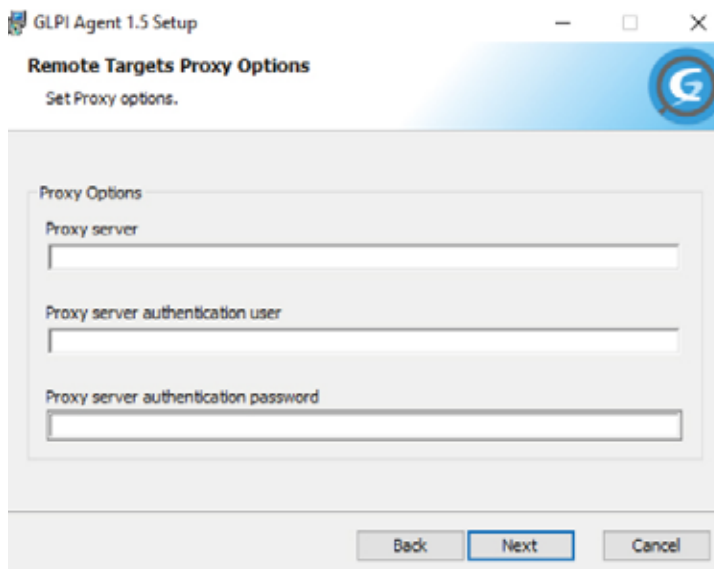 GLPI Agent 1.5 Setup
Remote Targets Proxy Options
Set Proxy options.
Proxy Options
Proxy server
Proxy server authentication user
Proxy server authentication password
Back Next Cancel